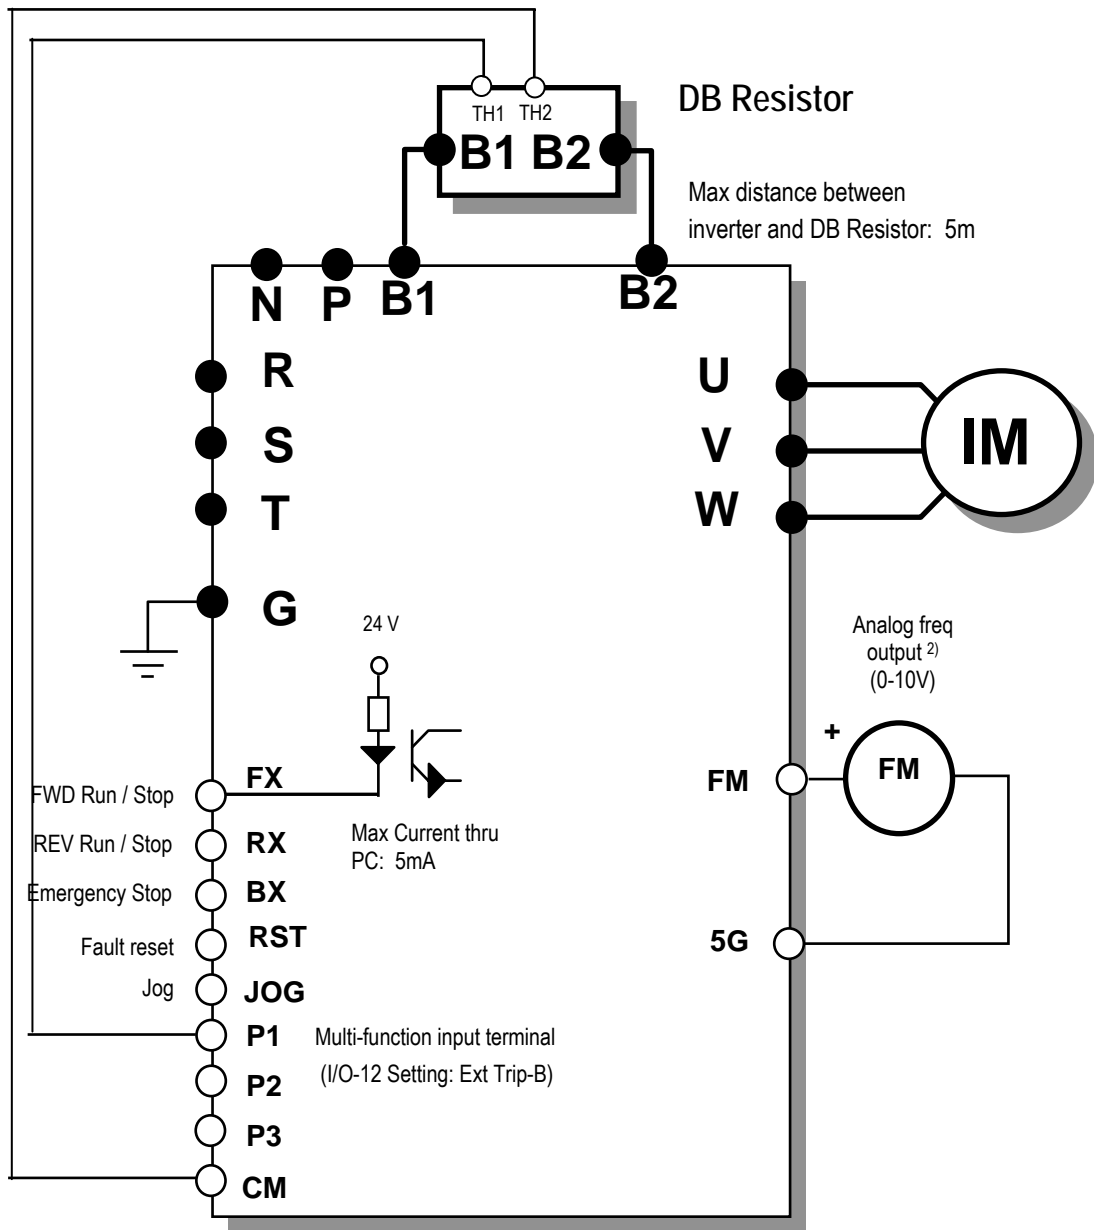 DB Resistor
TH1 TH2
B1 B2
Max distance between
inverter and DB Resistor: 5m
N P B1 B2
R
S
T
G
U
V
W
IM
24 V
Analog freq
output 2)
(0-10V)
+
FM
FM
5G
FWD Run / Stop FX
REV Run / Stop RX
Emergency Stop BX
Fault reset RST
Jog JOG
Max Current thru
PC: 5mA
P1 Multi-function input terminal
(I/O-12 Setting: Ext Trip-B)
P2
P3
CM